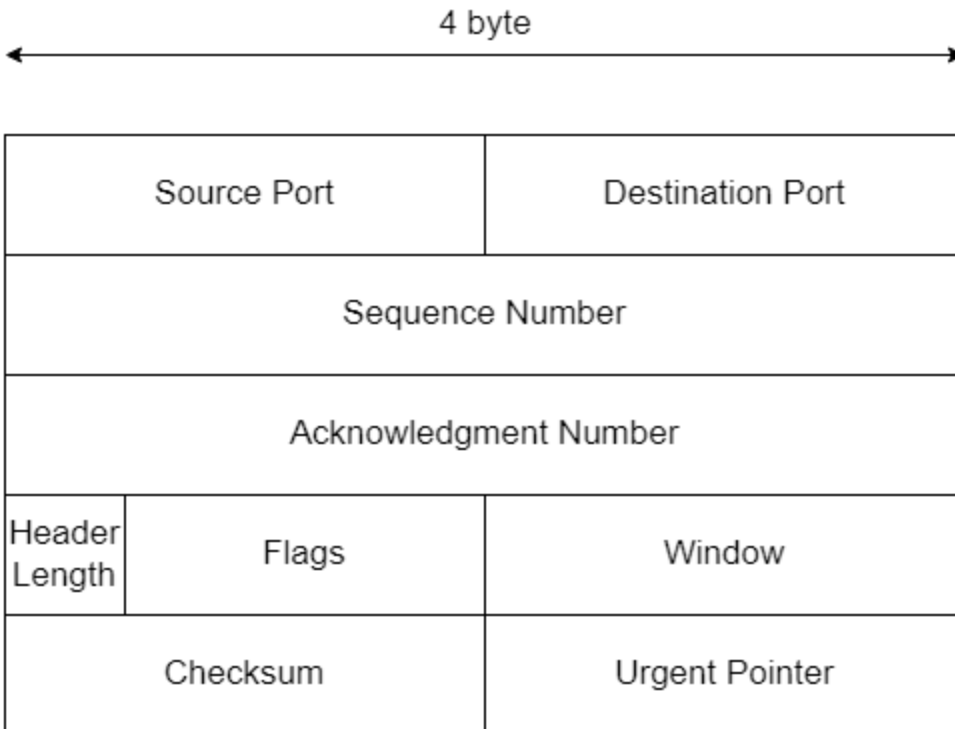 4 byte
Source Port
Destination Port
Sequence Number
Acknowledgment Number
Header
Length
Flags
Window
Checksum
Urgent Pointer